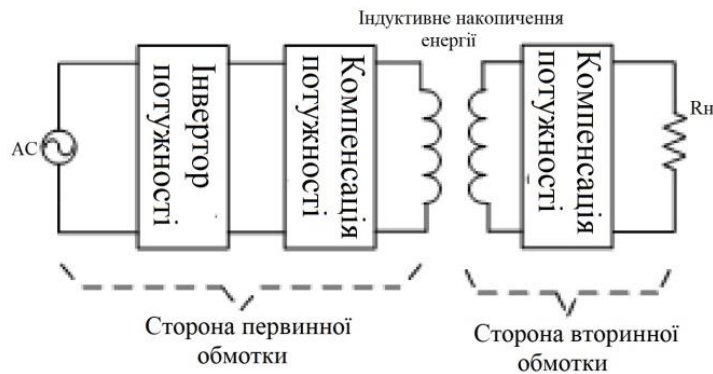 Індуктивне накопичення
енергії
AC
Інвертор
потужності
Компенсація
потужності
Компенсація
потужності
Rн
Сторона первинної
обмотки
Сторона вторинної
обмотки